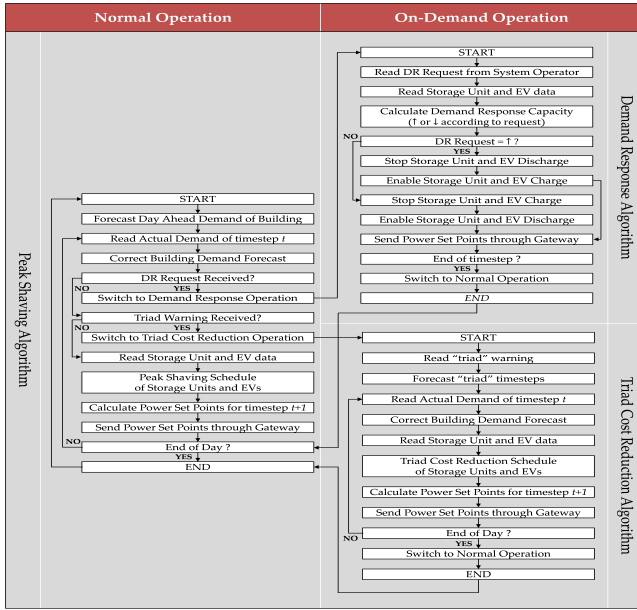 Normal Operation
On-Demand Operation
Peak Shaving Algorithm
START
Forecast Day Ahead Demand of Building
Read Actual Demand of timestep t
Correct Building Demand Forecast
DR Request Received?
NO
YES
Switch to Demand Response Operation
Triad Warning Received?
NO
YES
Switch to Triad Cost Reduction Operation
Read Storage Unit and EV data
Peak Shaving Schedule
of Storage Units and EVs
Calculate Power Set Points for timestep t+1
Send Power Set Points through Gateway
NO
End of Day ?
YES
END
Demand Response Algorithm
START
Read DR Request from System Operator
Read Storage Unit and EV data
Calculate Demand Response Capacity
(↑ or ↓ according to request)
NO
DR Request = ↑ ?
YES
Stop Storage Unit and EV Discharge
Enable Storage Unit and EV Charge
Stop Storage Unit and EV Charge
Enable Storage Unit and EV Discharge
Send Power Set Points through Gateway
End of timestep ?
YES
Switch to Normal Operation
END
Triad Cost Reduction Algorithm
START
Read “triad” warning
Forecast “triad” timesteps
Read Actual Demand of timestep t
Correct Building Demand Forecast
Read Storage Unit and EV data
Triad Cost Reduction Schedule
of Storage Units and EVs
Calculate Power Set Points for timestep t+1
Send Power Set Points through Gateway
End of Day ?
NO
YES
Switch to Normal Operation
END